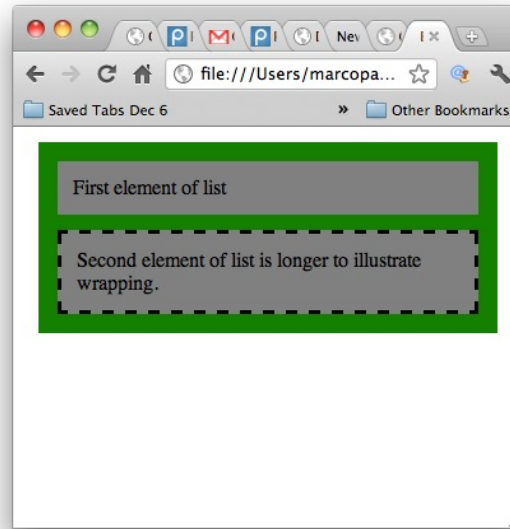 New
file:///Users/marcopa...
Saved Tabs Dec 6
»
Other Bookmarks
First element of list
Second element of list is longer to illustrate
wrapping.